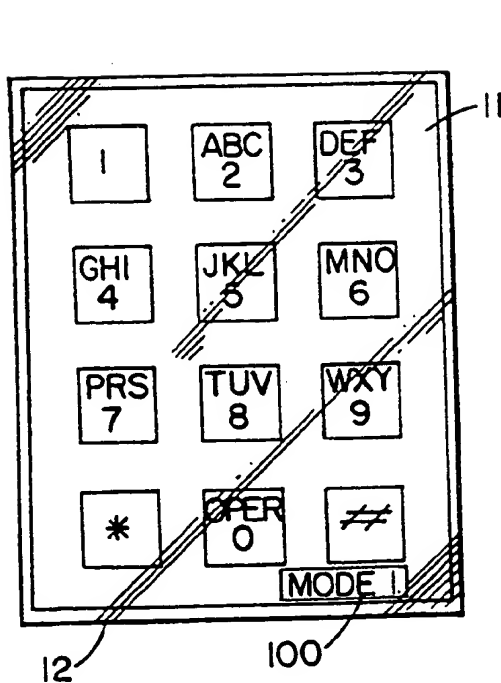 11
1 ABC DEF
2 3
GHI JKL MNO
4 5 6
PRS TUV WXY
7 8 9
* OPER #
0
MODE 1
12 100